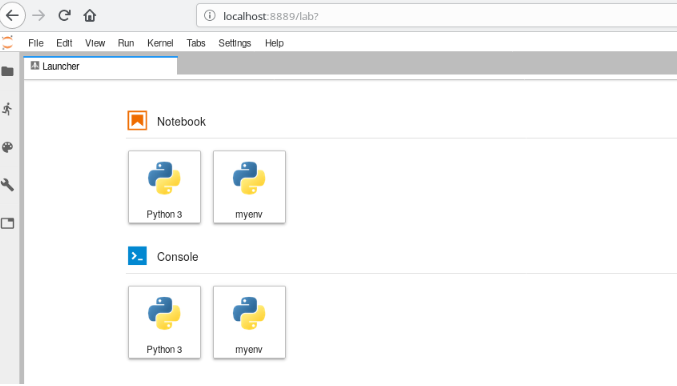 localhost:8889/lab?
File Edit View Run Kernel Tabs Settings Help
Launcher
Notebook
Python 3 myenv
Console
Python 3 myenv